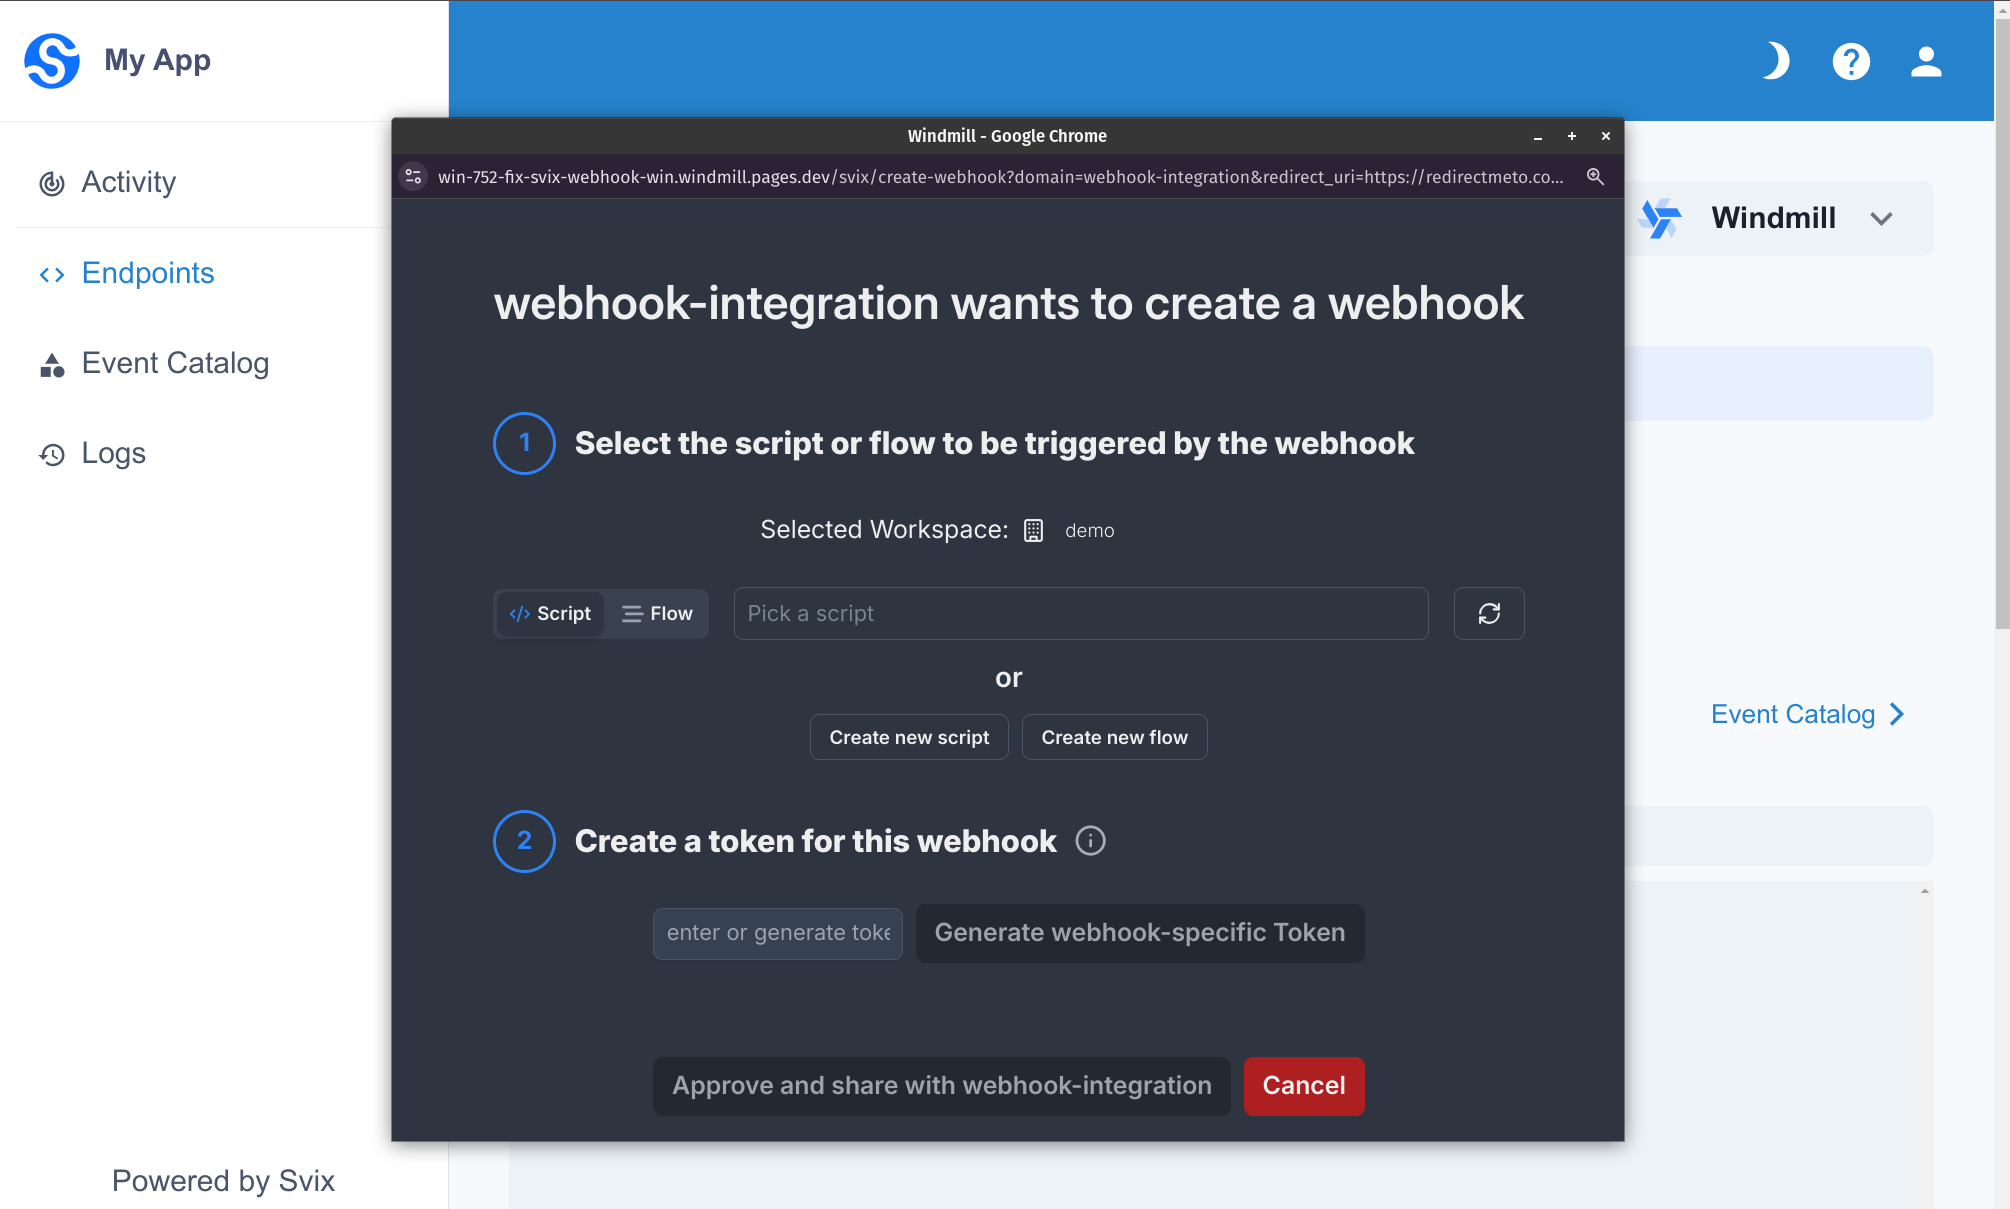 My App
Activity
Endpoints
Event Catalog
Logs
Powered by Svix
Windmill - Google Chrome
win-752-fix-svix-webhook-win.windmill.pages.dev/svix/create-webhook?domain=webhook-integration&redirect_uri=https://redirectmeto.co...
webhook-integration wants to create a webhook
1 Select the script or flow to be triggered by the webhook
Selected Workspace: demo
Script Flow Pick a script
or
Create new script Create new flow
2 Create a token for this webhook
enter or generate toke Generate webhook-specific Token
Approve and share with webhook-integration Cancel
Windmill
Event Catalog